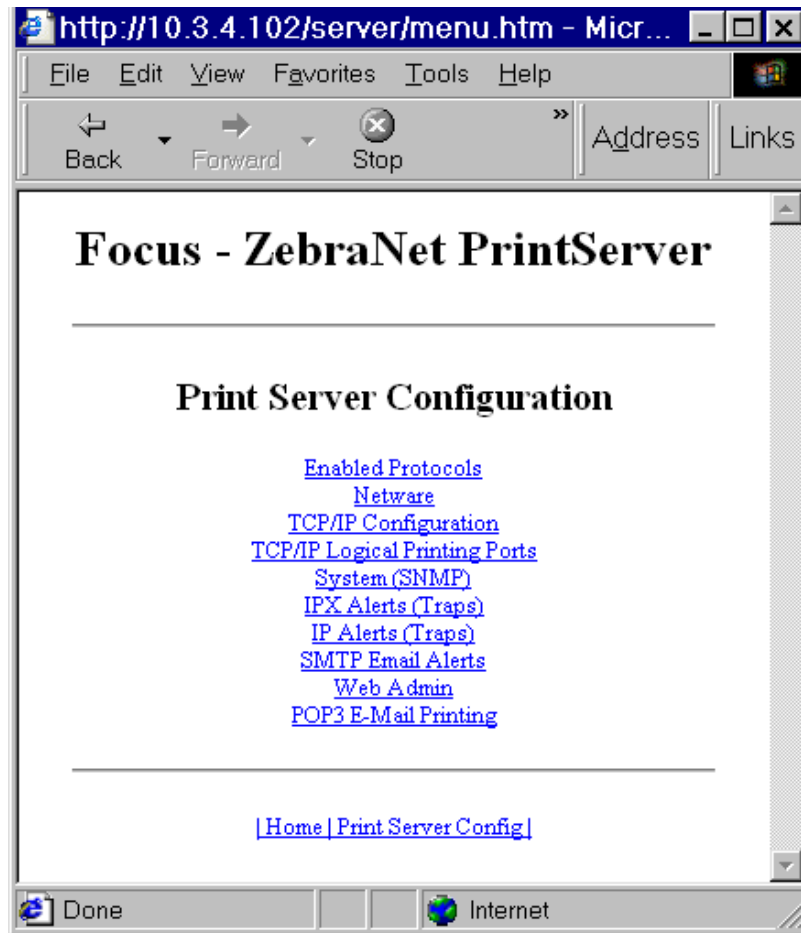 http://10.3.4.102/server/menu.htm - Micr...
File Edit View Favorites Tools Help
Back Forward Stop » Address Links
Focus - ZebraNet PrintServer
Print Server Configuration
Enabled Protocols
Netware
TCP/IP Configuration
TCP/IP Logical Printing Ports
System (SNMP)
IPX Alerts (Traps)
IP Alerts (Traps)
SMTP Email Alerts
Web Admin
POP3 E-Mail Printing
| Home | Print Server Config |
Done Internet